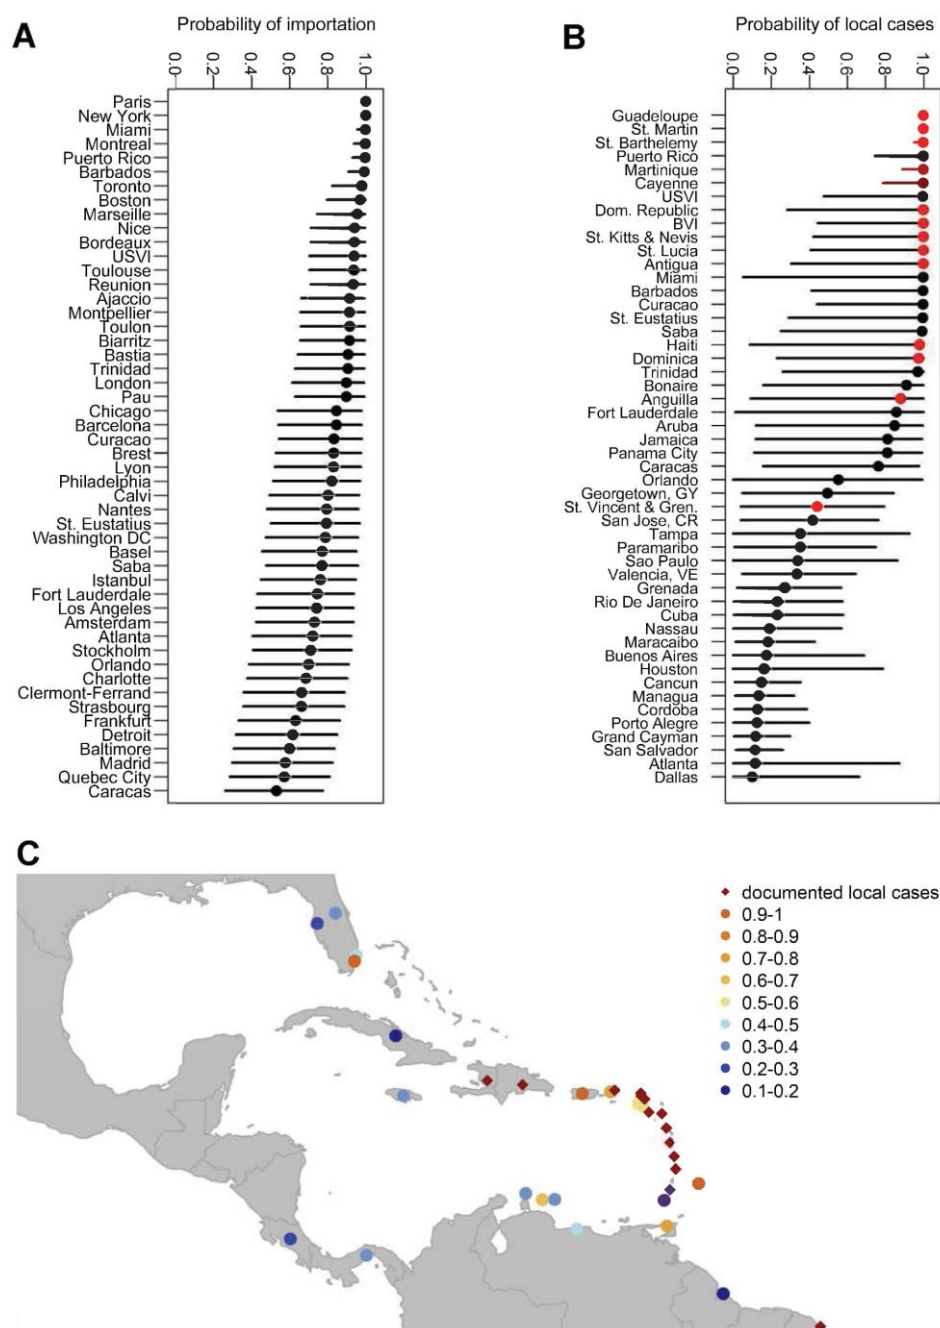 A
Probability of importation
0.0 0.2 0.4 0.6 0.8 1.0
Paris
New York
Miami
Montreal
Puerto Rico
Barbados
Toronto
Boston
Marseille
Nice
Bordeaux
USVI
Toulouse
Reunion
Ajaccio
Montpellier
Toulon
Biarritz
Bastia
Trinidad
London
Pau
Chicago
Barcelona
Curacao
Brest
Lyon
Philadelphia
Calvi
Nantes
St. Eustatius
Washington DC
Basel
Saba
Istanbul
Fort Lauderdale
Los Angeles
Amsterdam
Atlanta
Stockholm
Orlando
Charlotte
Clermont-Ferrand
Strasbourg
Frankfurt
Detroit
Baltimore
Madrid
Quebec City
Caracas
B
Probability of local cases
0.0 0.2 0.4 0.6 0.8 1.0
Guadeloupe
St. Martin
St. Barthelemy
Puerto Rico
Martinique
Cayenne
USVI
Dom. Republic
BVI
St. Kitts & Nevis
St. Lucia
Antigua
Miami
Barbados
Curacao
St. Eustatius
Saba
Haiti
Dominica
Trinidad
Bonaire
Anguilla
Fort Lauderdale
Aruba
Jamaica
Panama City
Caracas
Orlando
Georgetown, GY
St. Vincent & Gren.
San Jose, CR
Tampa
Paramaribo
Sao Paulo
Valencia, VE
Grenada
Rio De Janeiro
Cuba
Nassau
Maracaibo
Buenos Aires
Houston
Cancun
Managua
Cordoba
Porto Alegre
Grand Cayman
San Salvador
Atlanta
Dallas
C
documented local cases
0.9-1
0.8-0.9
0.7-0.8
0.6-0.7
0.5-0.6
0.4-0.5
0.3-0.4
0.2-0.3
0.1-0.2